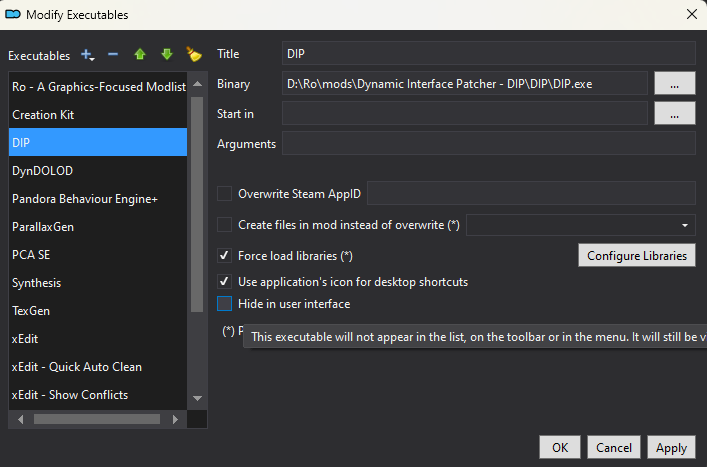 Modify Executables
Executables
Title DIP
Binary D:\Ro\mods\Dynamic Interface Patcher - DIP\DIP\DIP.exe ...
Start in ...
Arguments
Ro - A Graphics-Focused Modlist
Creation Kit
DIP
DynDOLOD
Pandora Behaviour Engine+
ParallaxGen
PCA SE
Synthesis
TexGen
xEdit
xEdit - Quick Auto Clean
xEdit - Show Conflicts
Overwrite Steam AppID
Create files in mod instead of overwrite (*)
Force load libraries (*) Configure Libraries
Use application's icon for desktop shortcuts
Hide in user interface
(*) P
This executable will not appear in the list, on the toolbar or in the menu. It will still be v
OK Cancel Apply